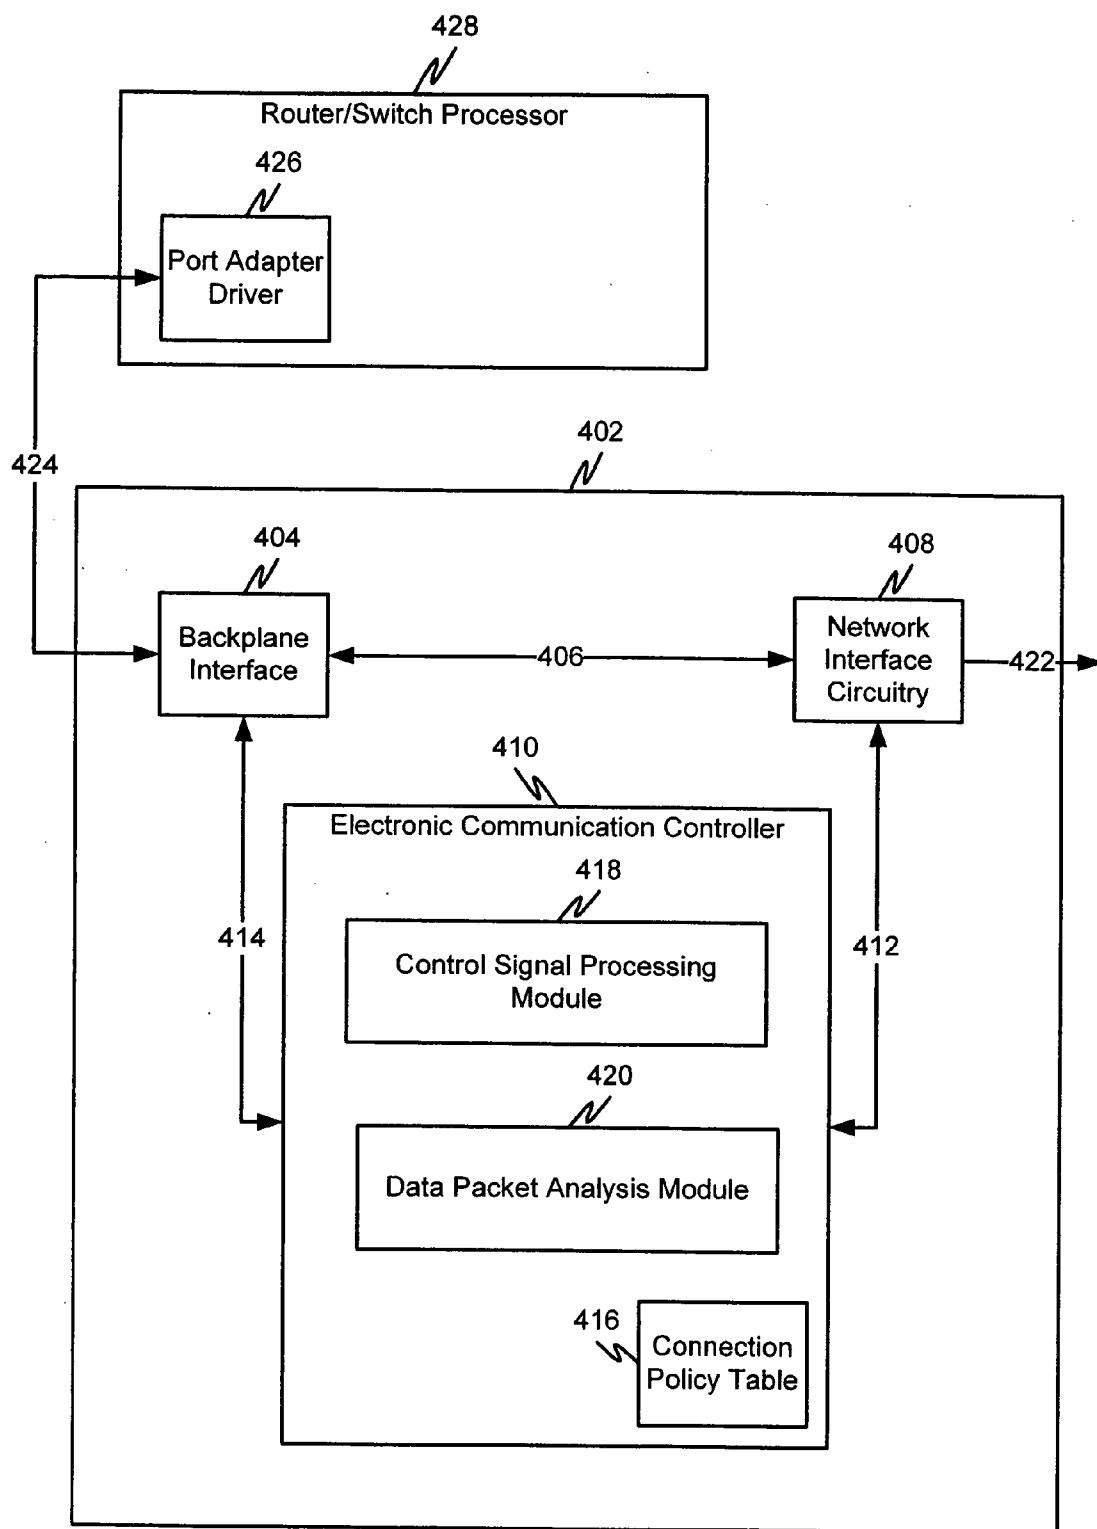 428
Router/Switch Processor
426
Port Adapter
Driver
402
424
404
408
Backplane
Interface
406
Network
Interface
Circuitry
422
410
Electronic Communication Controller
418
414
412
Control Signal Processing
Module
420
Data Packet Analysis Module
416
Connection
Policy Table